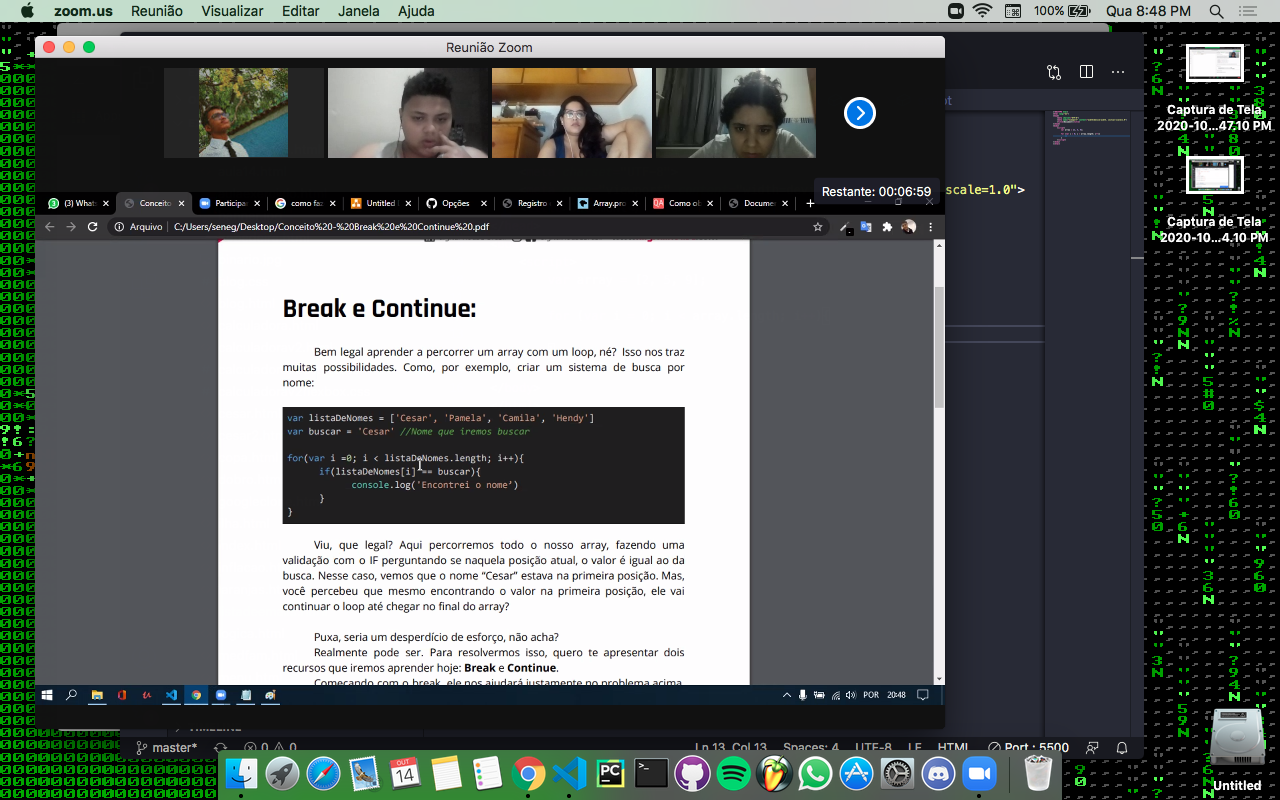 zoom.us Reunião Visualizar Editar Janela Ajuda 100% Qua 8:48 PM
Reunião Zoom
Restante: 00:06:59
(3) Whats Conceito Participa Google como faz Untitled Opções Registro Array.pro Como ob Docume
Arquivo C:/Users/seneg/Desktop/Conceito%20-%20Break%20e%20Continue%20.pdf
Break e Continue:
Bem legal aprender a percorrer um array com um loop, né? Isso nos traz
muitas possibilidades. Como, por exemplo, criar um sistema de busca por
nome:
var listaDeNomes = ['Cesar', 'Pamela', 'Camila', 'Hendy']
var buscar = 'Cesar' //Nome que iremos buscar
for(var i =0; i < listaDeNomes.length; i++){
if(listaDeNomes[i] == buscar){
console.log('Encontrei o nome')
}
}
Viu, que legal? Aqui percorremos todo o nosso array, fazendo uma
validação com o IF perguntando se naquela posição atual, o valor é igual ao da
busca. Nesse caso, vemos que o nome “Cesar” estava na primeira posição. Mas,
você percebeu que mesmo encontrando o valor na primeira posição, ele vai
continuar o loop até chegar no final do array?
Puxa, seria um desperdício de esforço, não acha?
Realmente pode ser. Para resolvermos isso, quero te apresentar dois
recursos que iremos aprender hoje: Break e Continue.
Começando com o break, ele nos ajudará justamente no problema acima.
POR 20:48
scale=1.0">
Captura de Tela
2020-10...47.10 PM
Captura de Tela
2020-10...4.10 PM
TIMELINE
master* 0 0 Ln 13, Col 13 Spaces: 4 UTF-8 LF HTML Port : 5500
OCT
14
PC
Untitled